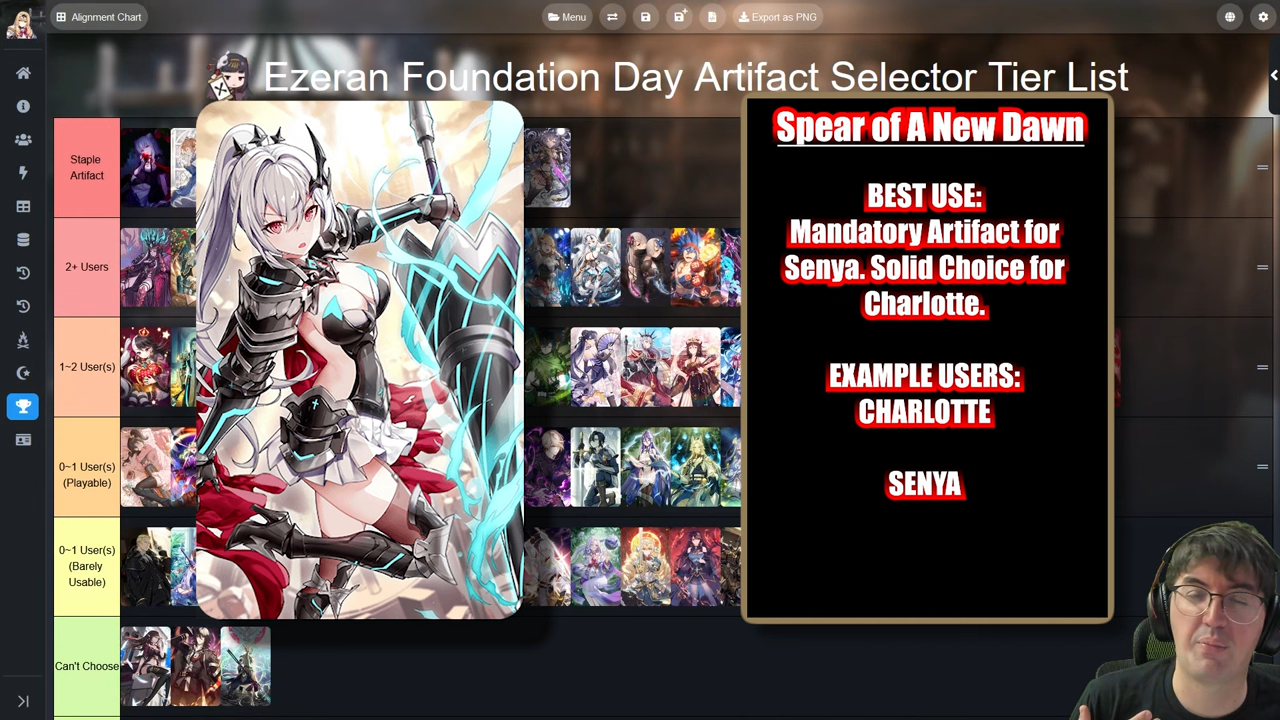 Alignment Chart
Menu
Export as PNG
Ezeran Foundation Day Artifact Selector Tier List
Staple
Artifact
2+ Users
1~2 User(s)
0~1 User(s)
(Playable)
0~1 User(s)
(Barely
Usable)
Can't Choose
Spear of A New Dawn
BEST USE:
Mandatory Artifact for
Senya. Solid Choice for
Charlotte.
EXAMPLE USERS:
CHARLOTTE
SENYA